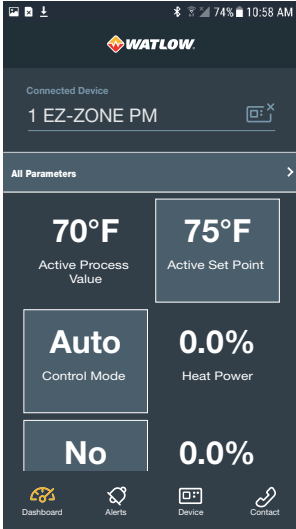 74% 10:58 AM
WATLOW.
Connected Device
1 EZ-ZONE PM
All Parameters
70°F 75°F
Active Process Active Set Point
Value
Auto 0.0%
Control Mode Heat Power
No 0.0%
Dashboard Alerts Device Contact